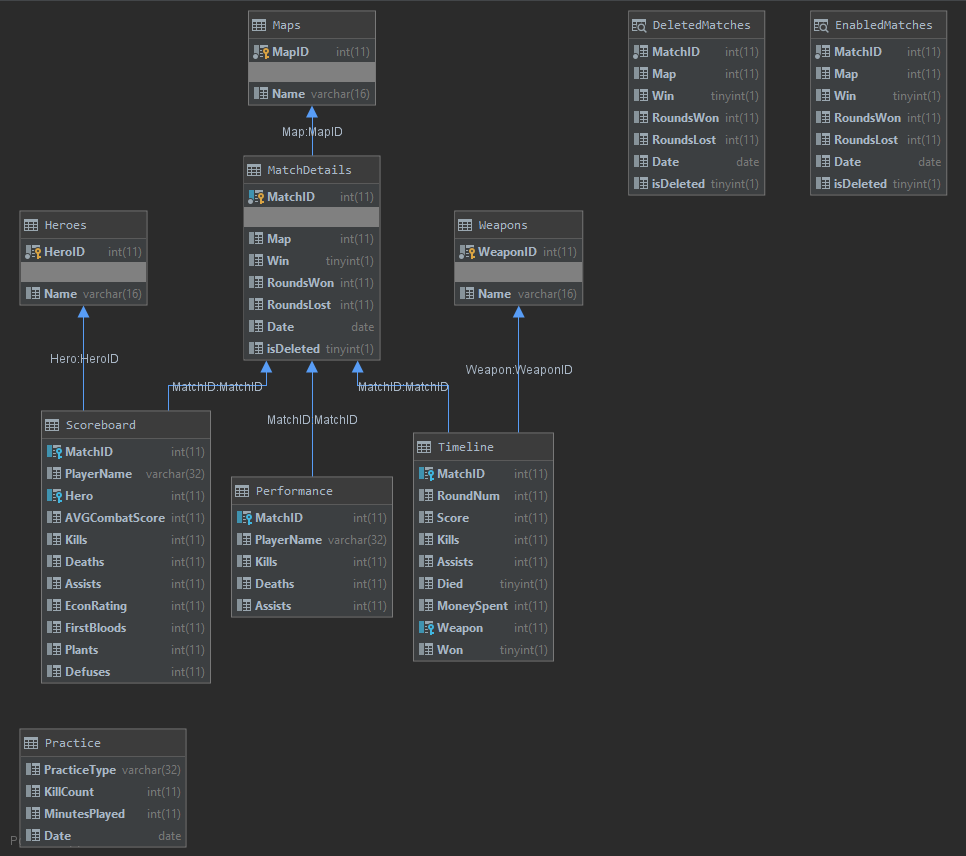 Maps
MapID int(11)
Name varchar(16)
Map:MapID
MatchDetails
MatchID int(11)
Map int(11)
Win tinyint(1)
RoundsWon int(11)
RoundsLost int(11)
Date date
isDeleted tinyint(1)
DeletedMatches
MatchID int(11)
Map int(11)
Win tinyint(1)
RoundsWon int(11)
RoundsLost int(11)
Date date
isDeleted tinyint(1)
EnabledMatches
MatchID int(11)
Map int(11)
Win tinyint(1)
RoundsWon int(11)
RoundsLost int(11)
Date date
isDeleted tinyint(1)
Heroes
HeroID int(11)
Name varchar(16)
Weapons
WeaponID int(11)
Name varchar(16)
Hero:HeroID
MatchID:MatchID
MatchID:MatchID
MatchID:MatchID
Weapon:WeaponID
Scoreboard
MatchID int(11)
PlayerName varchar(32)
Hero int(11)
AVGCombatScore int(11)
Kills int(11)
Deaths int(11)
Assists int(11)
EconRating int(11)
FirstBloods int(11)
Plants int(11)
Defuses int(11)
Performance
MatchID int(11)
PlayerName varchar(32)
Kills int(11)
Deaths int(11)
Assists int(11)
Timeline
MatchID int(11)
RoundNum int(11)
Score int(11)
Kills int(11)
Assists int(11)
Died tinyint(1)
MoneySpent int(11)
Weapon int(11)
Won tinyint(1)
Practice
PracticeType varchar(32)
KillCount int(11)
MinutesPlayed int(11)
Date date